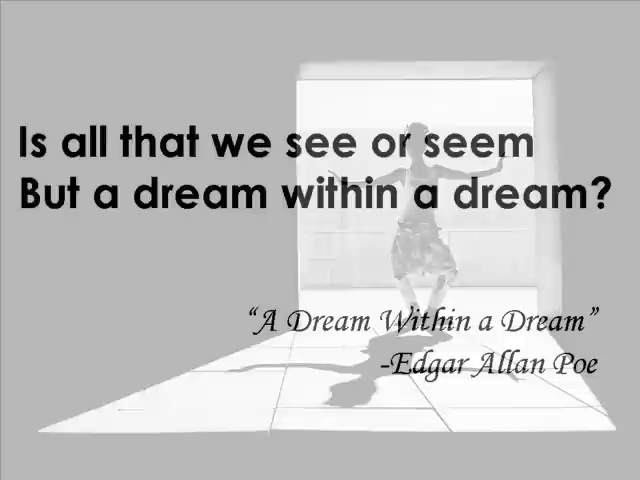 Is all that we see or seem
But a dream within a dream?
“A Dream Within a Dream”
-Edgar Allan Poe